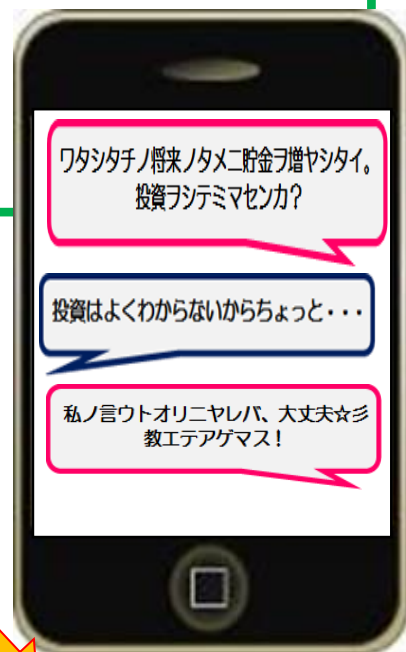 ワタシタチノ将来ノタメニ貯金ヲ増ヤシタイ。
投資ヲシテミマセンカ?
投資はよくわからないからちょっと・・・
私ノ言ウトオリニヤレバ、大丈夫☆彡
教エテアゲマス!